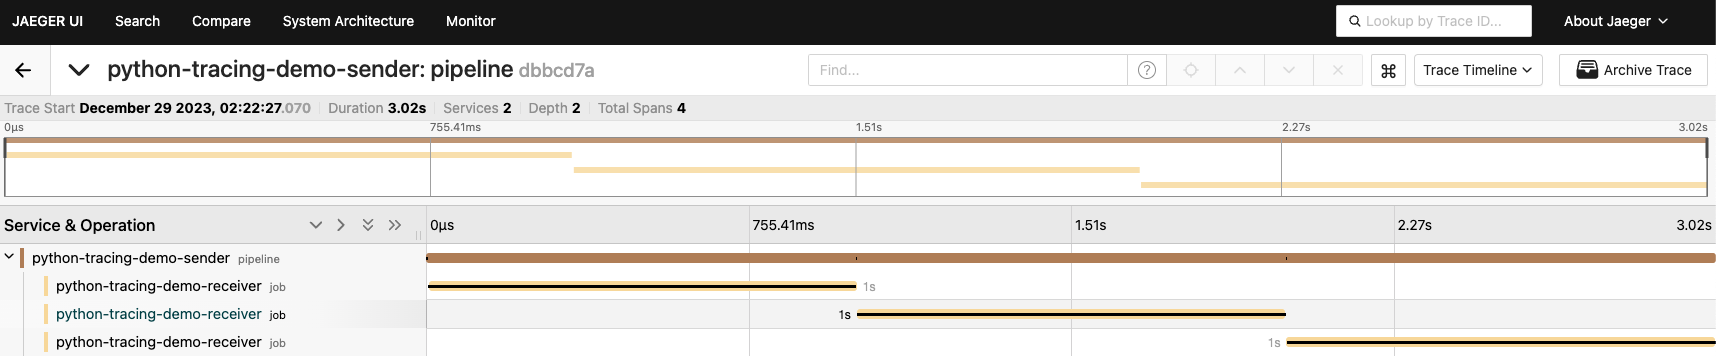 JAEGER UI Search Compare System Architecture Monitor Lookup by Trace ID... About Jaeger
python-tracing-demo-sender: pipeline dbbcd7a Find... ? ⌘ Trace Timeline Archive Trace
Trace Start December 29 2023, 02:22:27.070 Duration 3.02s Services 2 Depth 2 Total Spans 4
0μs 755.41ms 1.51s 2.27s 3.02s
Service & Operation 0μs 755.41ms 1.51s 2.27s 3.02s
python-tracing-demo-sender pipeline
python-tracing-demo-receiver job 1s
python-tracing-demo-receiver job 1s
python-tracing-demo-receiver job 1s